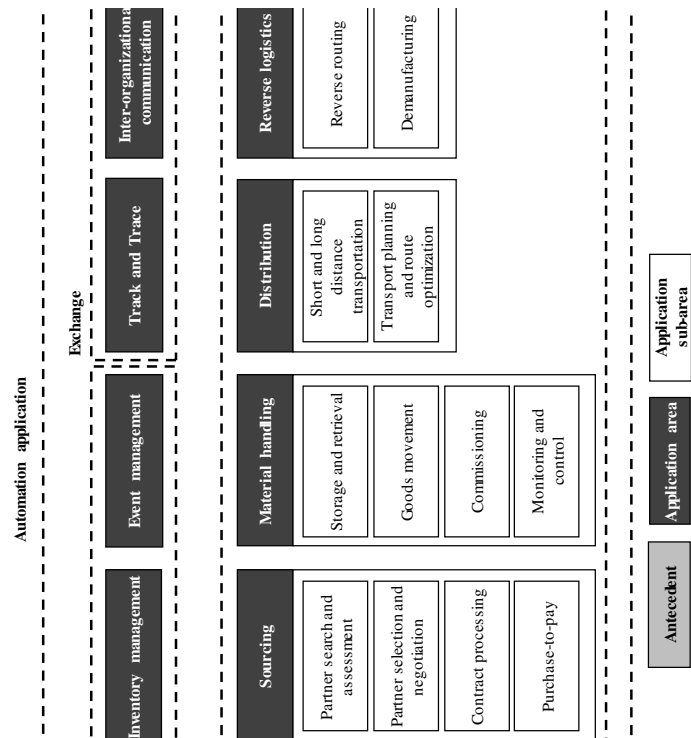 Automation application
Exchange
Inventory management
Event management
Track and Trace
Inter-organizationa
communication
Sourcing
Partner search and
assessment
Partner selection and
negotiation
Contract processing
Purchase-to-pay
Material handling
Storage and retrieval
Goods movement
Commissioning
Monitoring and
control
Distribution
Short and long
distance
transportation
Transport planning
and route
optimization
Reverse logistics
Reverse routing
Demanufacturing
Antecedent
Application area
Application
sub-area